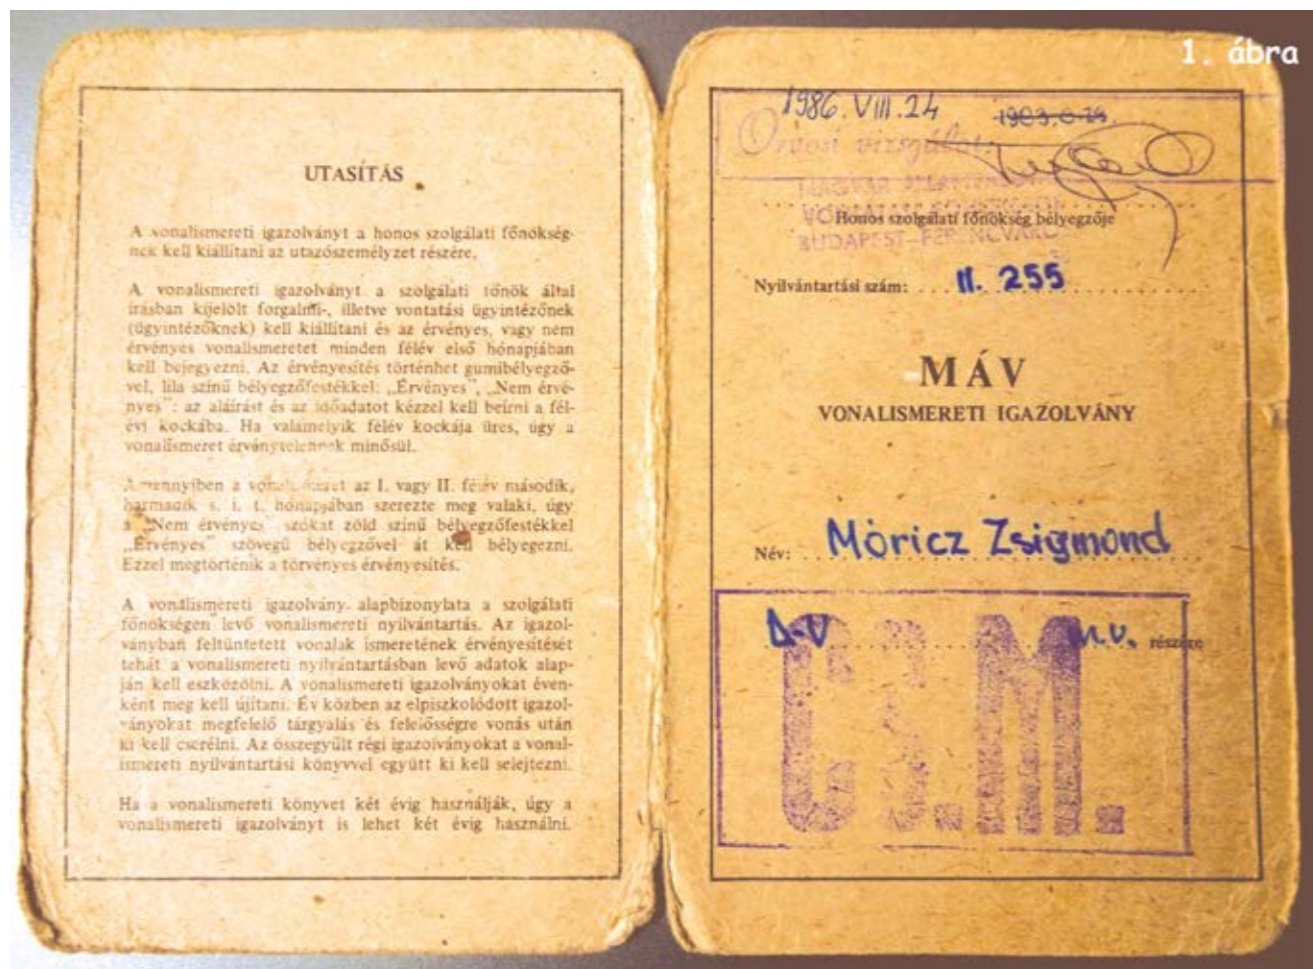 1. ábra
UTASÍTÁS
A vonalismereti igazolványt a honos szolgálati főnökség-
nek kell kiállítani az utazószemélyzet részére.
A vonalismereti igazolványt a szolgálati főnök által
írásban kijelölt forgalmi-, illetve vontatási ügyintézőnek
(ügyintézőknek) kell kiállítani és az érvényes, vagy nem
érvényes vonalismeretet minden félév első hónapjában
kell bejegyezni. Az érvényesítés történhet gumibélyegző-
vel, lila színű bélyegzőfestékkel: „Érvényes", „Nem érvé-
nyes": az aláírást és az időadatot kézzel kell beírni a fél-
évi kockába. Ha valamelyik félév kockája üres, úgy a
vonalismeret érvénytelennek minősül.
Amennyiben a vonalismeret az I. vagy II. félév második,
harmadik s. i. t. hónapjában szerezte meg valaki, úgy
a „Nem érvényes" szókat zöld színű bélyegzőfestékkel
„Érvényes" szövegű bélyegzővel át kell bélyegezni.
Ezzel megtörténik a törvényes érvényesítés.
A vonalismereti igazolvány alapbizonylata a szolgálati
főnökségen levő vonalismereti nyilvántartás. Az igazol-
ványban feltüntetett vonalak ismeretének érvényesítését
tehát a vonalismereti nyilvántartásban levő adatok alap-
ján kell eszközölni. A vonalismereti igazolványokat éven-
ként meg kell újítani. Év közben az elpiszkolódott igazol-
ványokat megfelelő tárgyalás és felelősségre vonás után
ki kell cserélni. Az összegyűlt régi igazolványokat a vonal-
ismereti nyilvántartási könyvvel együtt ki kell selejtezni.
Ha a vonalismereti könyvet két évig használják, úgy a
vonalismereti igazolványt is lehet két évig használni.
1986. VIII. 24
Orvosi vizsgálat:
MAGYAR ÁLLAMVASUTAK
Honos szolgálati főnökség bélyegzője
BUDAPEST-FERENCVÁROS
Nyilvántartási szám: II. 255
MÁV
VONALISMERETI IGAZOLVÁNY
Név: Móricz Zsigmond
D-V m.v. részére
CS.M.